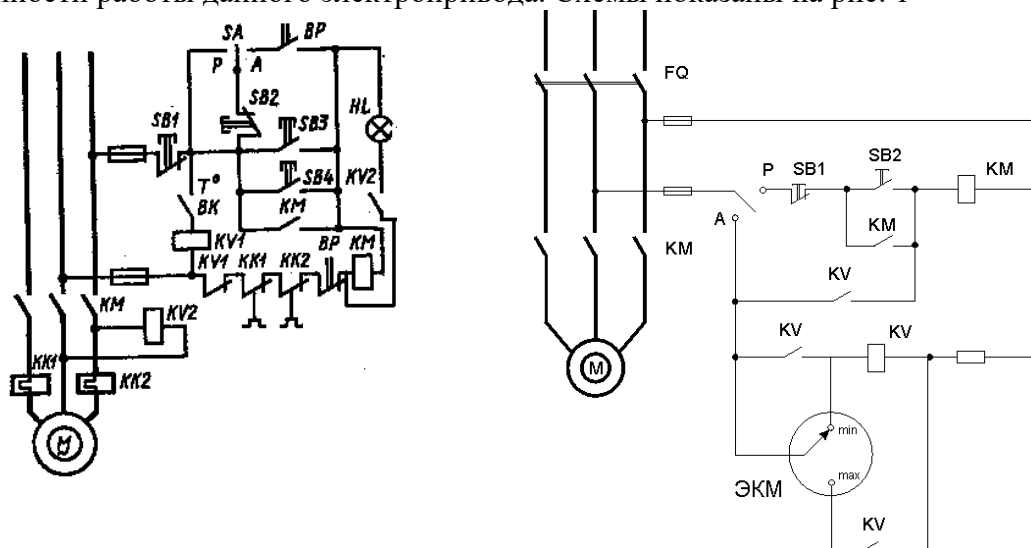 ности работы данного электропривода. Схемы показаны на рис. 1
SA
BP
P
A
SB2
HL
SB1
SB3
T°
BK
SB4
KV2
KM
KV1
BP
KM
KV1
KK1
KK2
KM
KV2
KK1
KK2
FQ
P
SB1
SB2
KM
A
KM
KM
KV
KV
KV
M
min
max
ЭКМ
KV